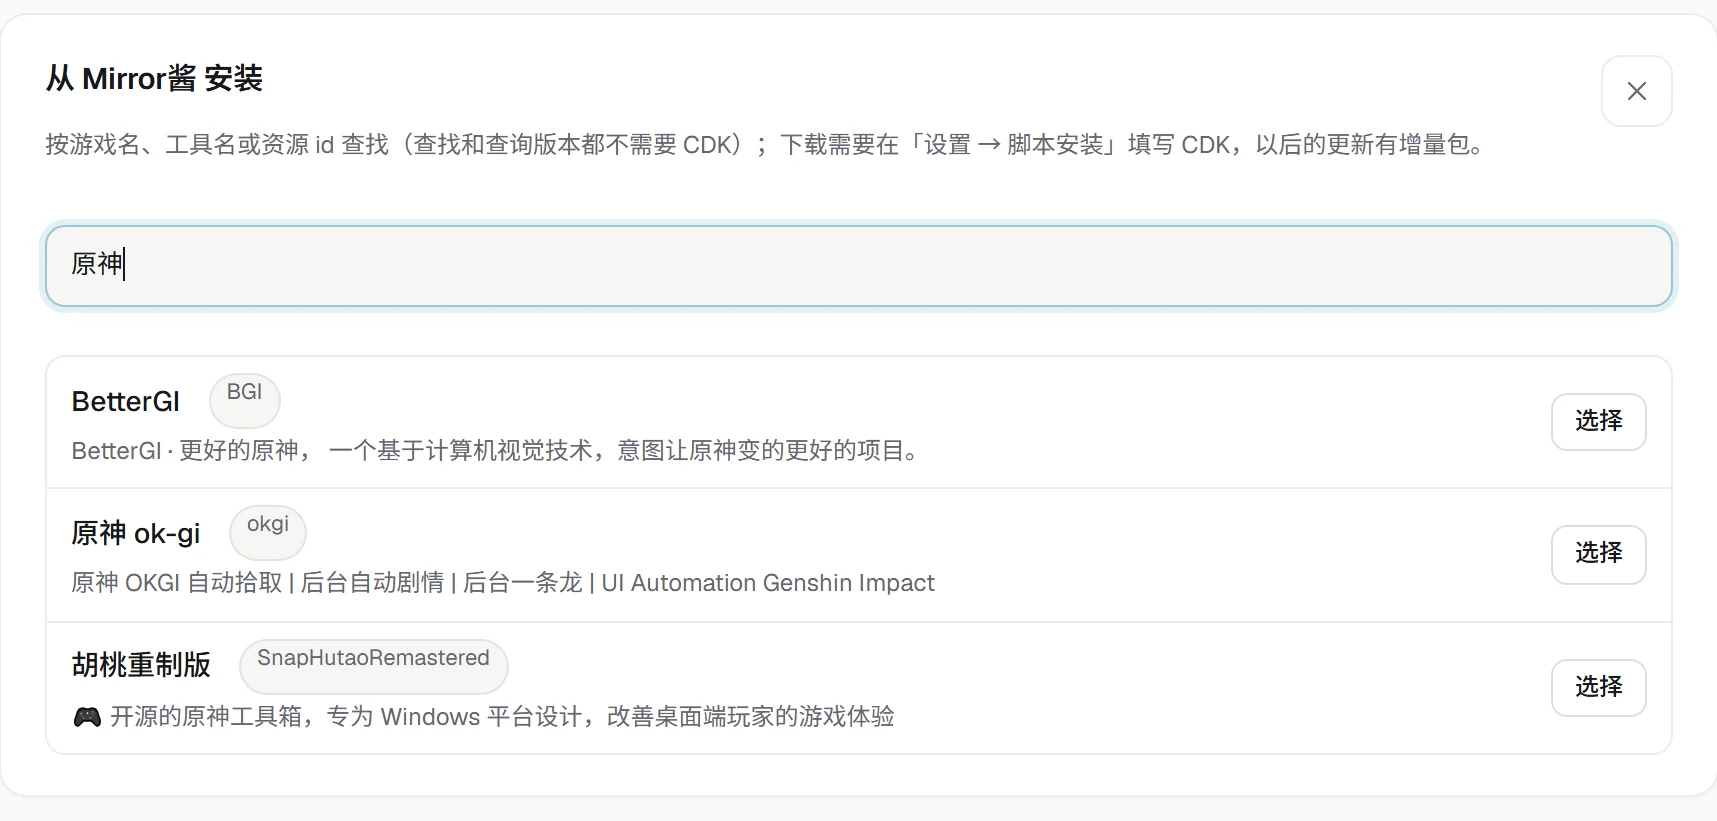 从 Mirror酱 安装
按游戏名、工具名或资源 id 查找（查找和查询版本都不需要 CDK）；下载需要在「设置 → 脚本安装」填写 CDK，以后的更新有增量包。
原神
BetterGI BGI
BetterGI · 更好的原神， 一个基于计算机视觉技术，意图让原神变的更好的项目。
选择
原神 ok-gi okgi
原神 OKGI 自动拾取 | 后台自动剧情 | 后台一条龙 | UI Automation Genshin Impact
选择
胡桃重制版 SnapHutaoRemastered
🎮 开源的原神工具箱，专为 Windows 平台设计，改善桌面端玩家的游戏体验
选择